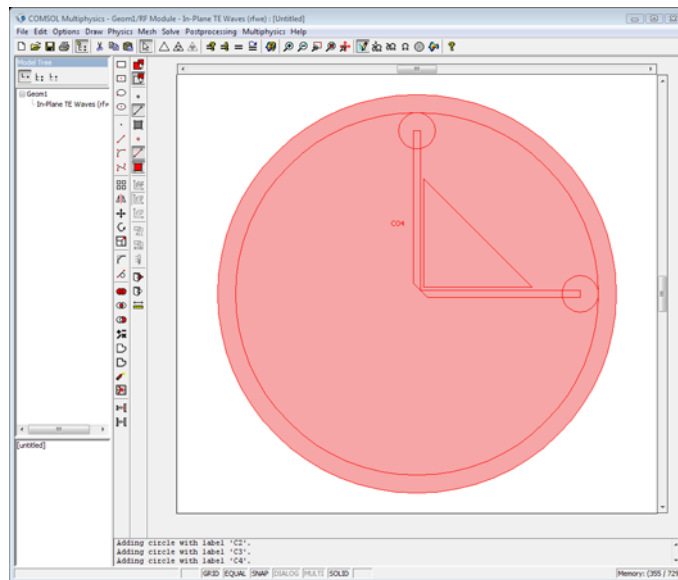 COMSOL Multiphysics - Geom1/RF Module - In-Plane TE Waves (rfwe) : [Untitled]
File Edit Options Draw Physics Mesh Solve Postprocessing Multiphysics Help
Model Tree
Geom1
In-Plane TE Waves (rfw
CO4
[untitled]
Adding circle with label 'C2'.
Adding circle with label 'C3'.
Adding circle with label 'C4'.
GRID EQUAL SNAP DIALOG MULTI SOLID
Memory: (355 / 729